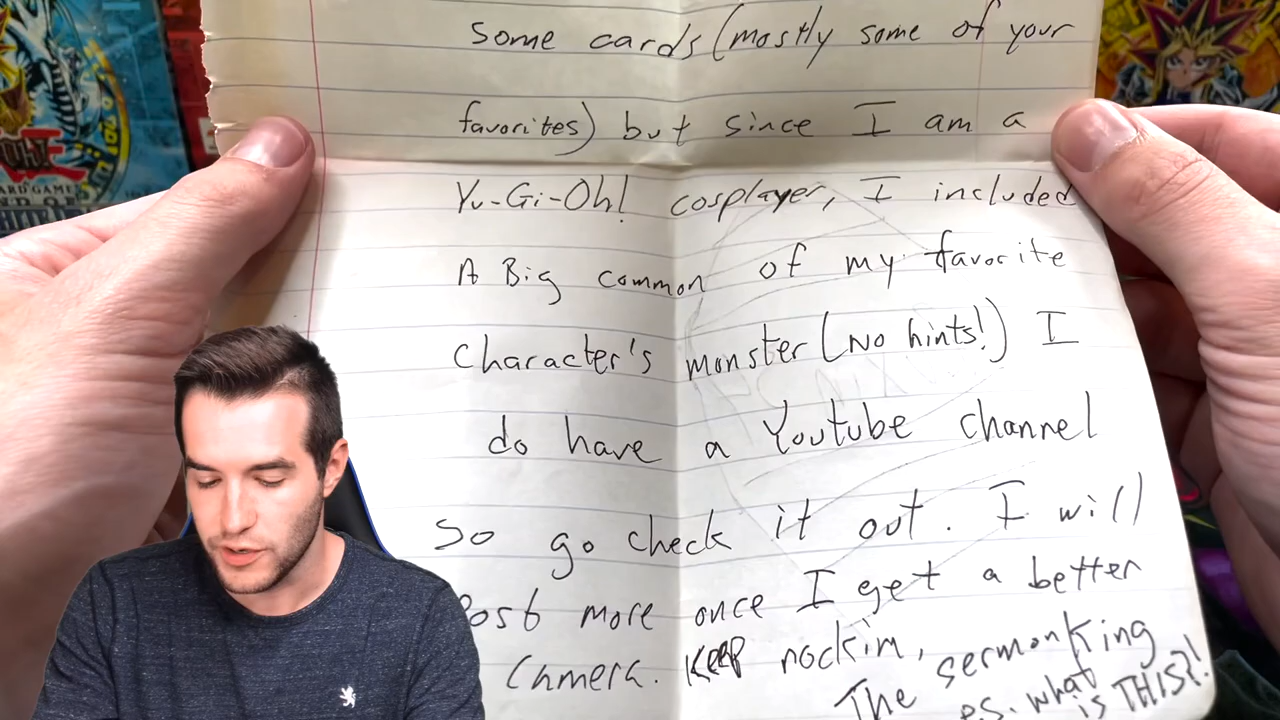 some cards (mostly some of your
favorites) but since I am a
Yu-Gi-Oh! cosplayer, I included
A Big common of my favorite
Character's monster (No hints!) I
do have a Youtube channel
so go check it out. I will
Post more once I get a better
Camera. Keep rockin,
The sermonking
P.S. what
is THIS?!